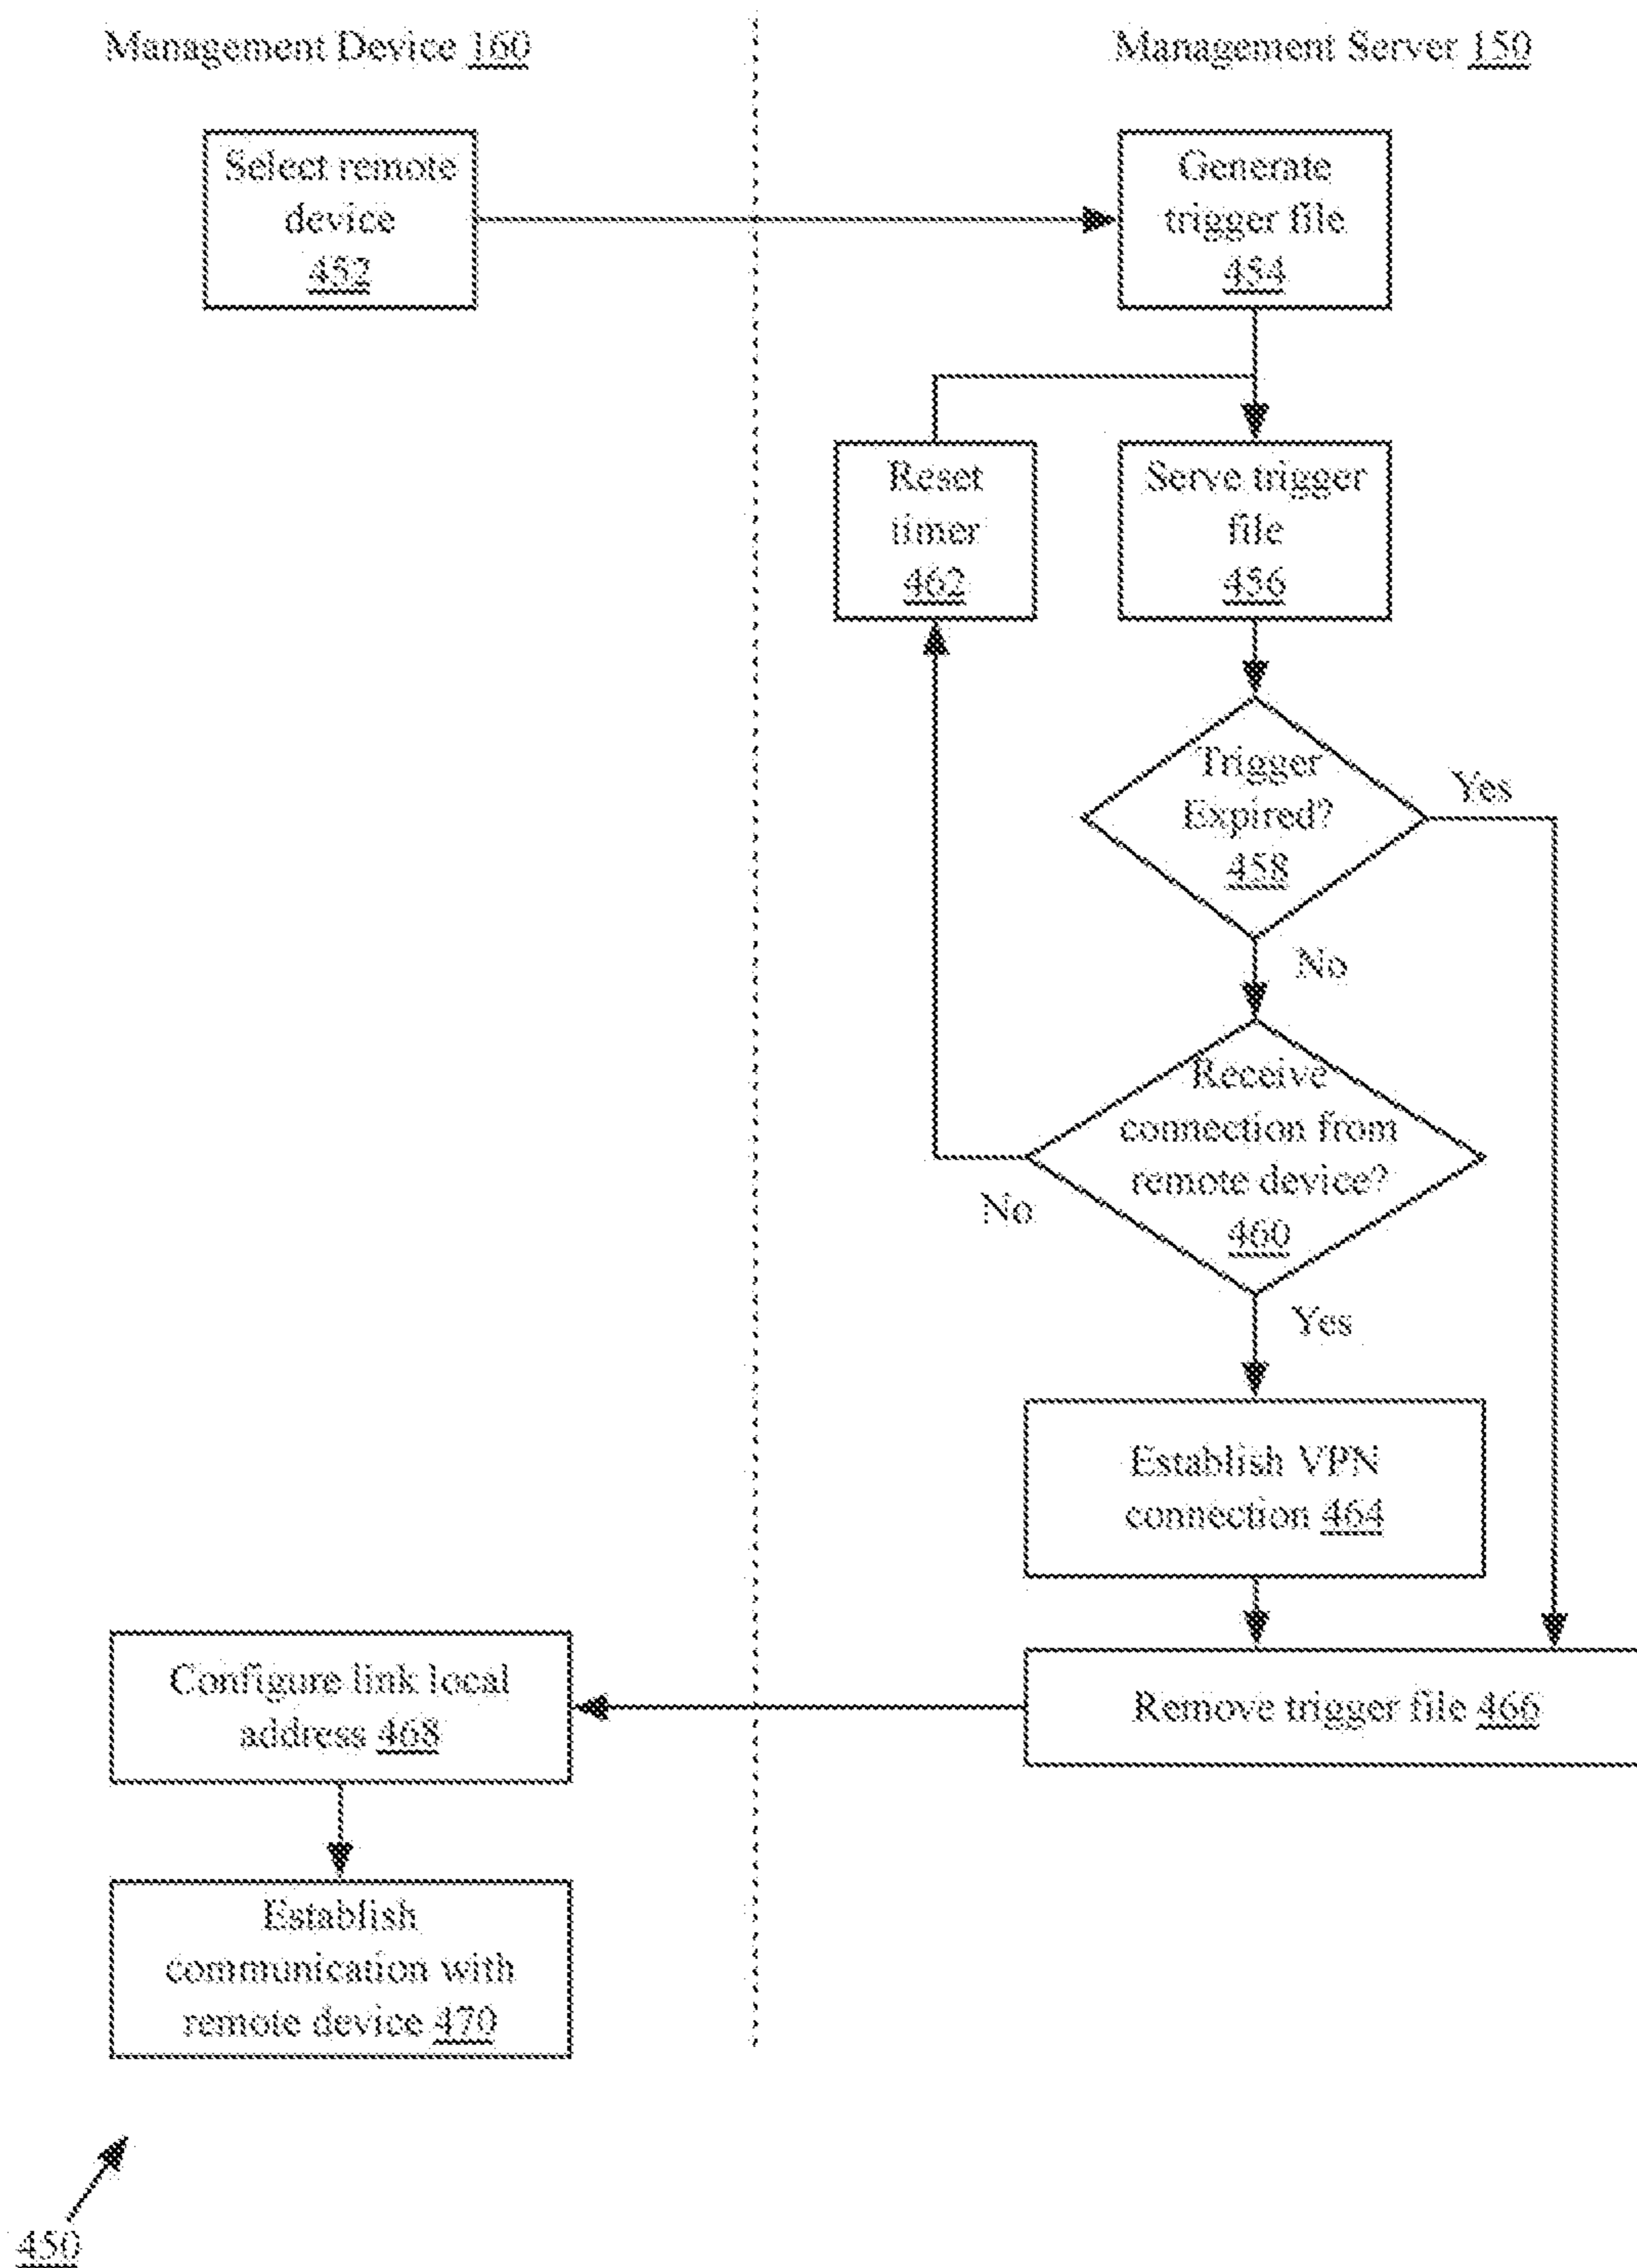 Management Device 160
Management Server 150
Select remote
device
452
Generate
trigger file
454
Reset
timer
462
Serve trigger
file
456
Trigger
Expired?
458
Yes
No
Receive
connection from
remote device?
460
No
Yes
Establish VPN
connection 464
Configure link local
address 468
Remove trigger file 466
Establish
communication with
remote device 470
450